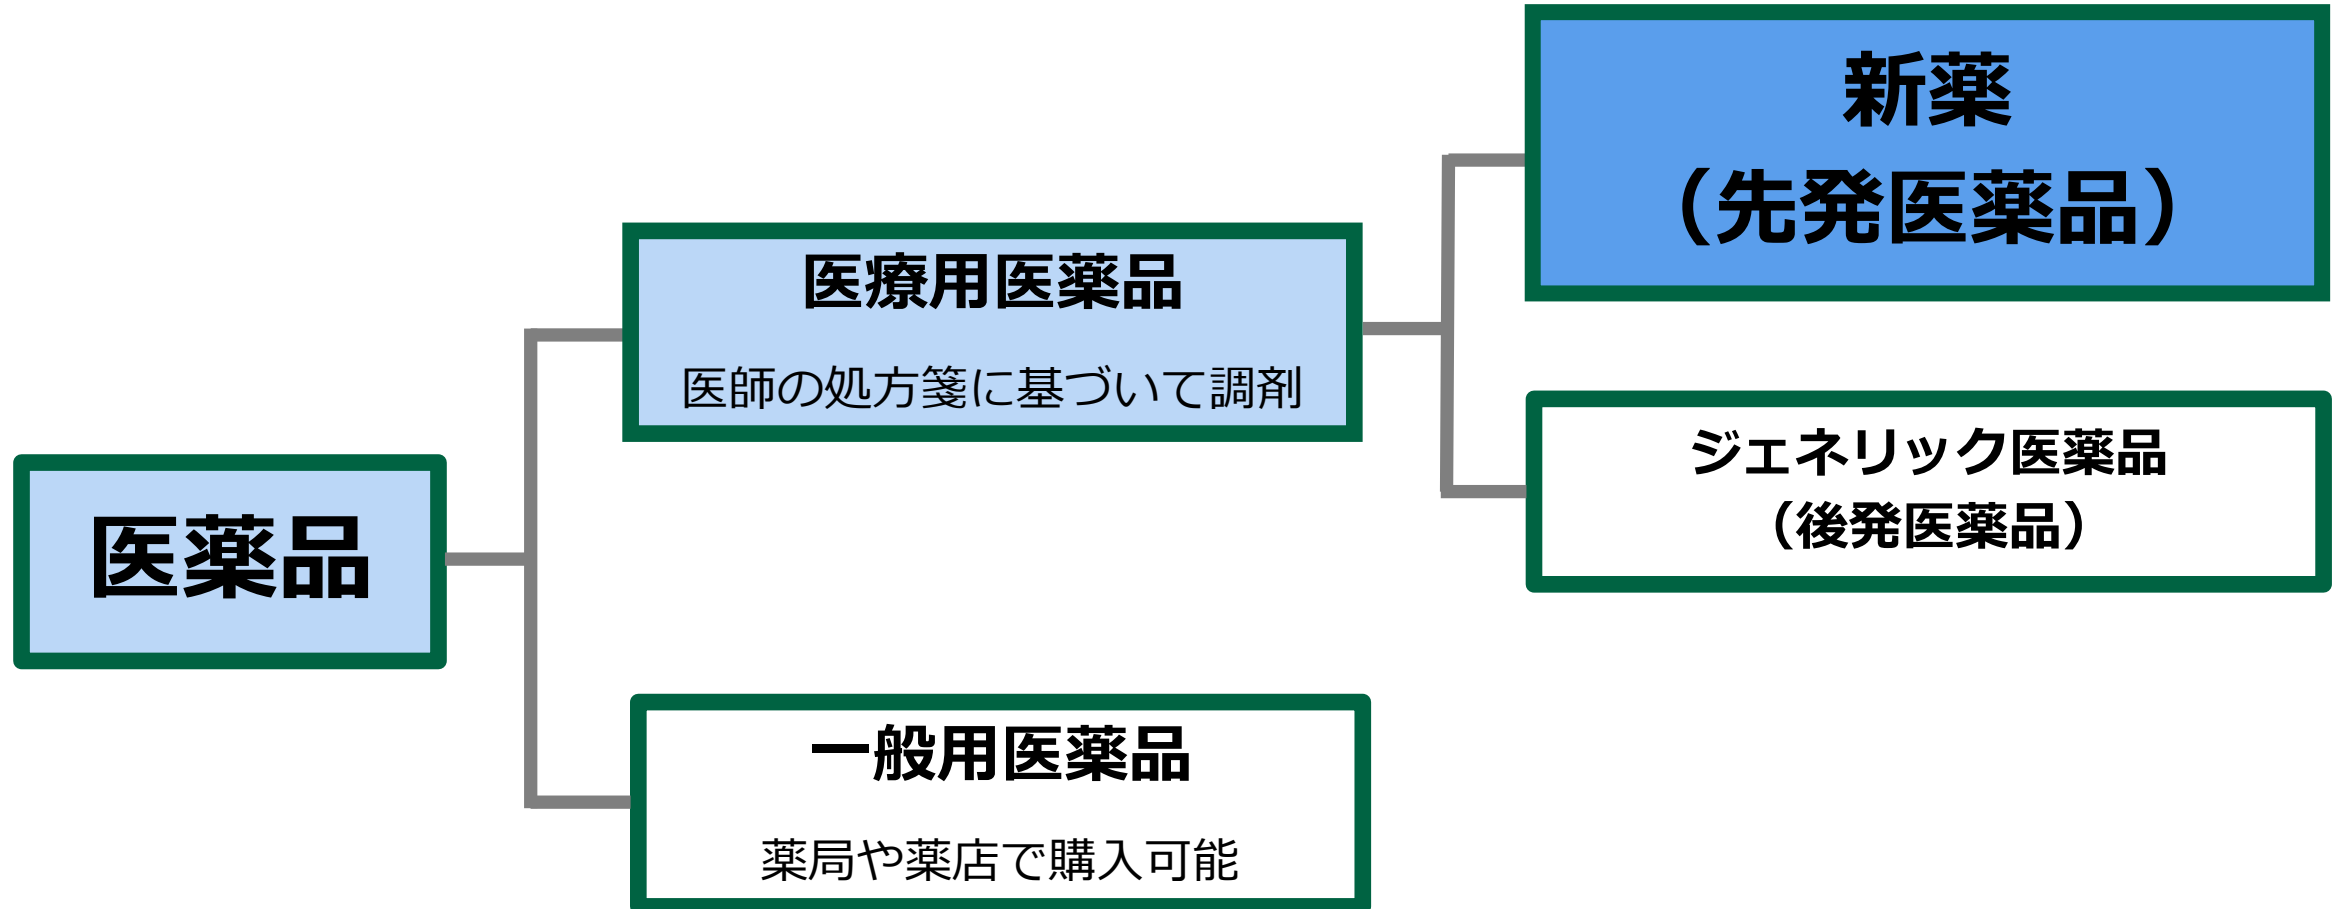 医薬品
医療用医薬品
医師の処方箋に基づいて調剤
一般用医薬品
薬局や薬店で購入可能
新薬
（先発医薬品）
ジェネリック医薬品
（後発医薬品）